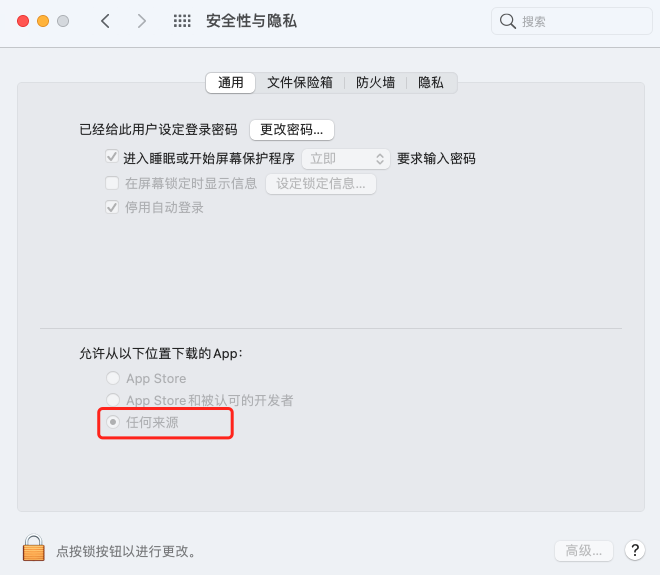 安全性与隐私
搜索
通用 文件保险箱 防火墙 隐私
已经给此用户设定登录密码 更改密码...
进入睡眠或开始屏幕保护程序 立即 要求输入密码
在屏幕锁定时显示信息 设定锁定信息...
停用自动登录
允许从以下位置下载的App：
App Store
App Store和被认可的开发者
任何来源
点按锁按钮以进行更改。
高级... ?